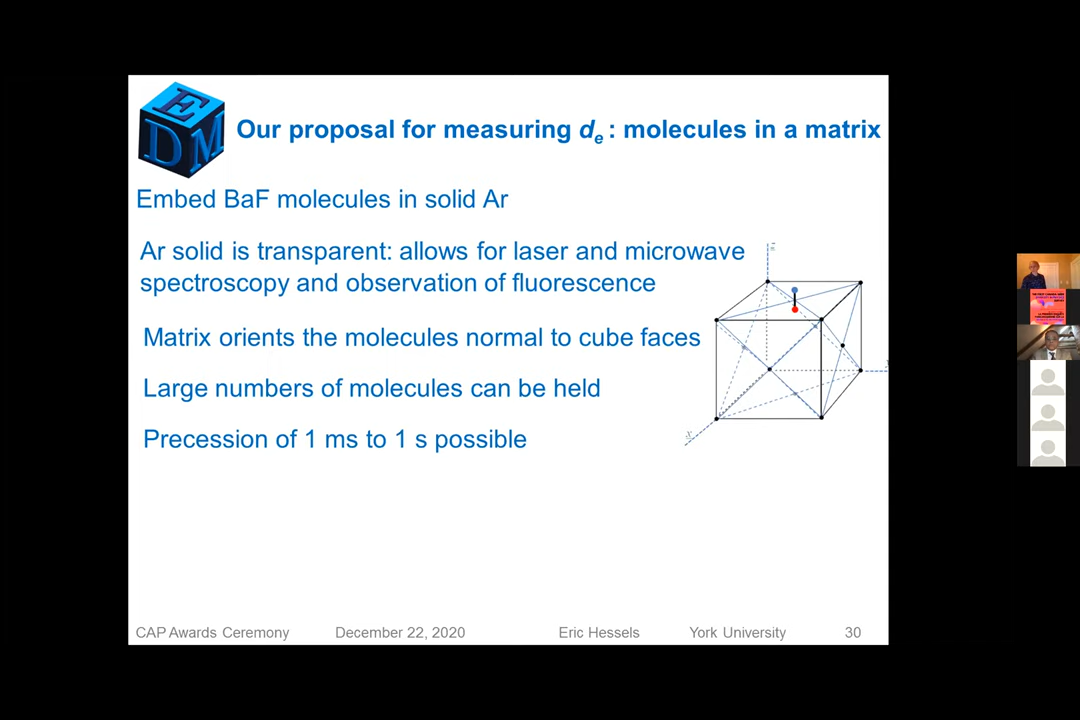 E
D M
Our proposal for measuring de : molecules in a matrix
Embed BaF molecules in solid Ar
Ar solid is transparent: allows for laser and microwave
spectroscopy and observation of fluorescence
Matrix orients the molecules normal to cube faces
Large numbers of molecules can be held
Precession of 1 ms to 1 s possible
z
x
CAP Awards Ceremony December 22, 2020 Eric Hessels York University 30